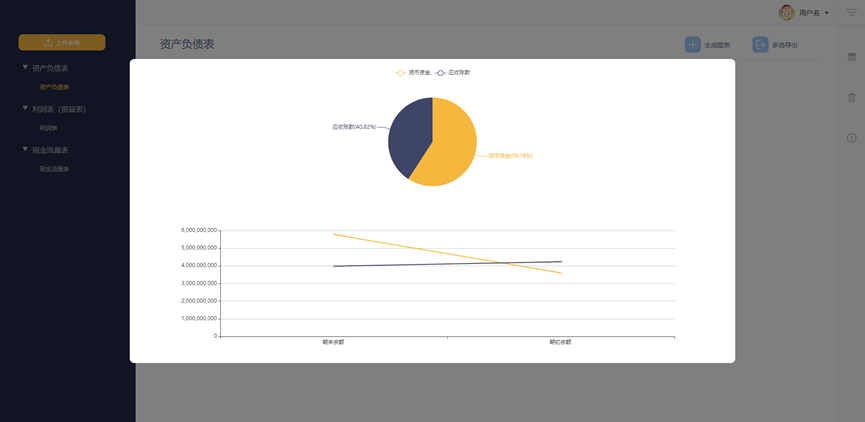 用户名
上传表格
资产负债表
资产负债表
利润表（损益表）
利润表
现金流量表
现金流量表
资产负债表
生成图表
多选导出
货币资金
应收账款
应收账款(40.82%)
货币资金(59.18%)
6,000,000,000
5,000,000,000
4,000,000,000
3,000,000,000
2,000,000,000
1,000,000,000
0
期末余额
期初余额